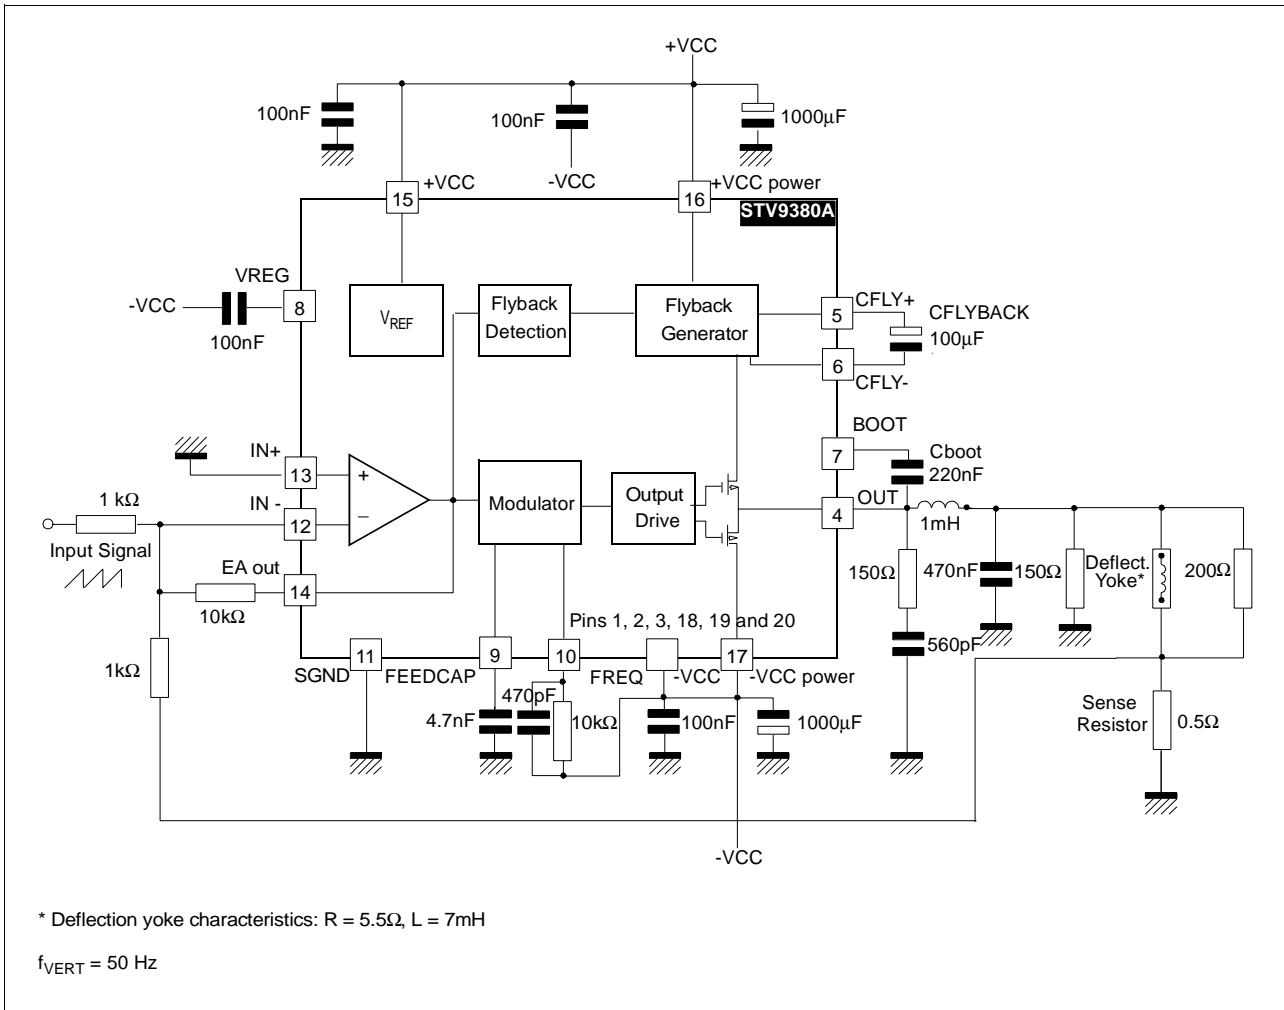 +VCC
100nF
100nF
1000µF
-VCC
+VCC
+VCC power
15
16
STV9380A
VREG
-VCC
8
100nF
VREF
Flyback
Detection
Flyback
Generator
CFLY+
5
CFLYBACK
100µF
6
CFLY-
BOOT
7
Cboot
220nF
IN+
13
+
1 kΩ
IN -
12
–
Input Signal
Modulator
Output
Drive
OUT
4
1mH
EA out
14
10kΩ
150Ω
470nF
150Ω
Deflect.
Yoke*
200Ω
Pins 1, 2, 3, 18, 19 and 20
560pF
1kΩ
SGND
11
FEEDCAP
9
10
FREQ
-VCC
17
-VCC power
470pF
4.7nF
10kΩ
100nF
1000µF
Sense
Resistor
0.5Ω
-VCC
* Deflection yoke characteristics: R = 5.5Ω, L = 7mH
fVERT = 50 Hz